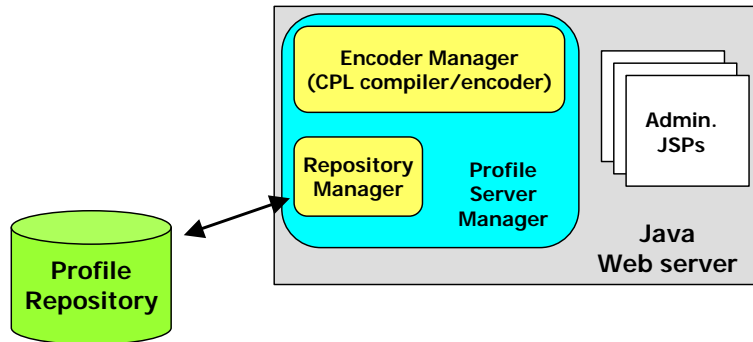 Encoder Manager
(CPL compiler/encoder)
Admin.
JSPs
Repository
Manager
Profile
Server
Manager
Java
Web server
Profile
Repository